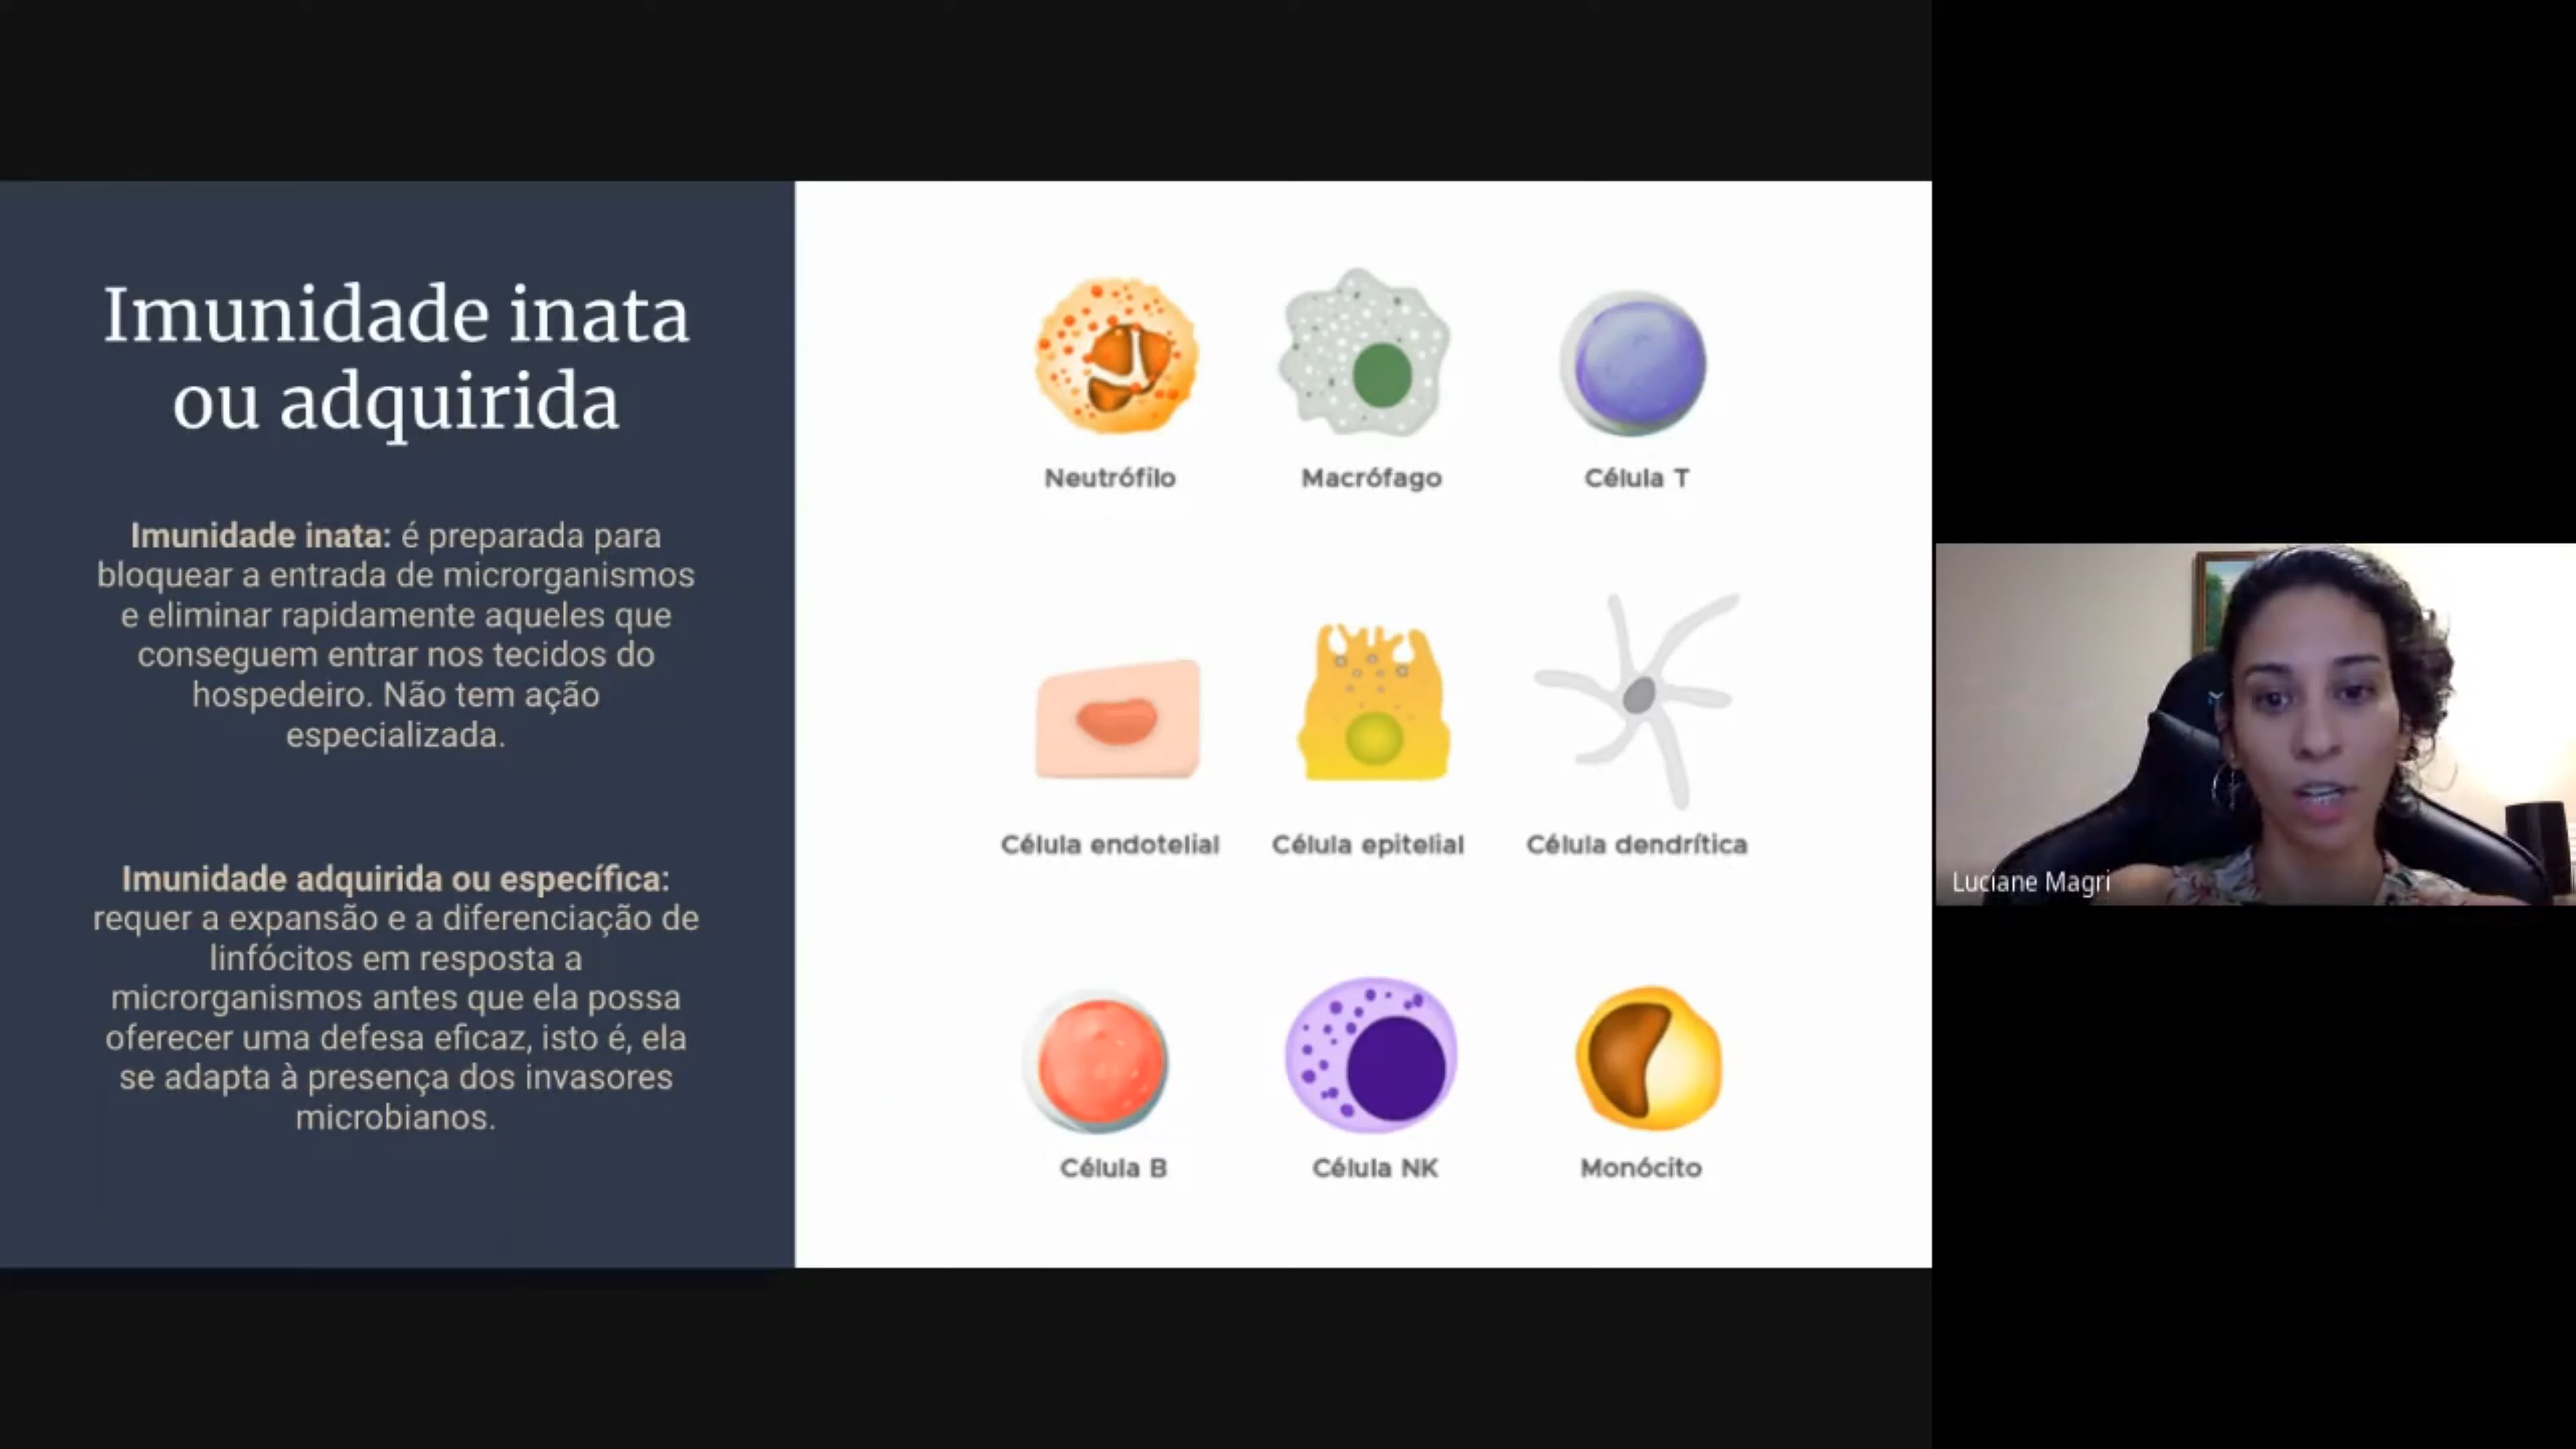 Imunidade inata
ou adquirida
Imunidade inata: é preparada para
bloquear a entrada de microrganismos
e eliminar rapidamente aqueles que
conseguem entrar nos tecidos do
hospedeiro. Não tem ação
especializada.
Imunidade adquirida ou específica:
requer a expansão e a diferenciação de
linfócitos em resposta a
microrganismos antes que ela possa
oferecer uma defesa eficaz, isto é, ela
se adapta à presença dos invasores
microbianos.
Neutrófilo Macrófago Célula T
Célula endotelial Célula epitelial Célula dendrítica
Célula B Célula NK Monócito
Luciane Magri